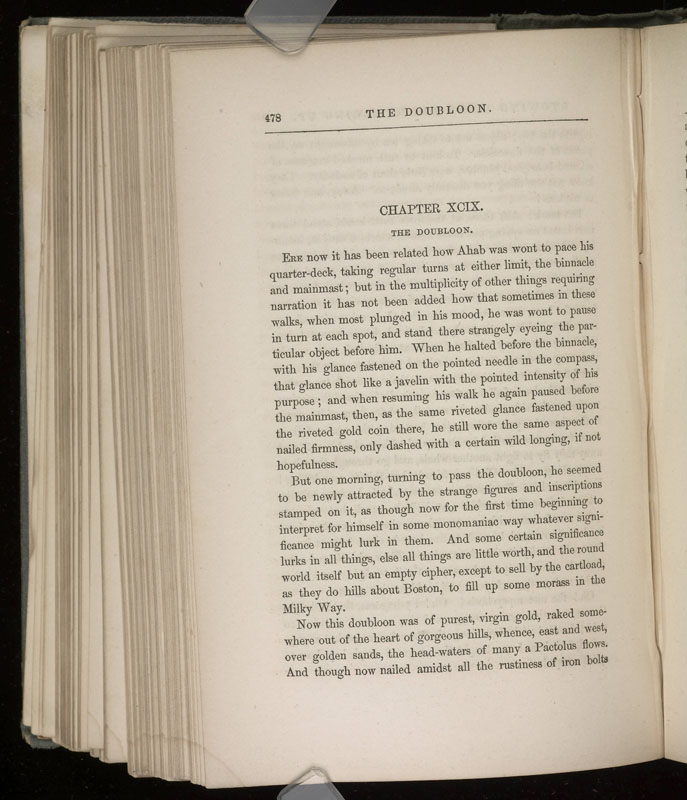 478 THE DOUBLOON.
CHAPTER XCIX.
THE DOUBLOON.
ERE now it has been related how Ahab was wont to pace his
quarter-deck, taking regular turns at either limit, the binnacle
and mainmast; but in the multiplicity of other things requiring
narration it has not been added how that sometimes in these
walks, when most plunged in his mood, he was wont to pause
in turn at each spot, and stand there strangely eyeing the par-
ticular object before him. When he halted before the binnacle,
with his glance fastened on the pointed needle in the compass,
that glance shot like a javelin with the pointed intensity of his
purpose; and when resuming his walk he again paused before
the mainmast, then, as the same riveted glance fastened upon
the riveted gold coin there, he still wore the same aspect of
nailed firmness, only dashed with a certain wild longing, if not
hopefulness.
But one morning, turning to pass the doubloon, he seemed
to be newly attracted by the strange figures and inscriptions
stamped on it, as though now for the first time beginning to
interpret for himself in some monomaniac way whatever signi-
ficance might lurk in them. And some certain significance
lurks in all things, else all things are little worth, and the round
world itself but an empty cipher, except to sell by the cartload,
as they do hills about Boston, to fill up some morass in the
Milky Way.
Now this doubloon was of purest, virgin gold, raked some-
where out of the heart of gorgeous hills, whence, east and west,
over golden sands, the head-waters of many a Pactolus flows.
And though now nailed amidst all the rustiness of iron bolts